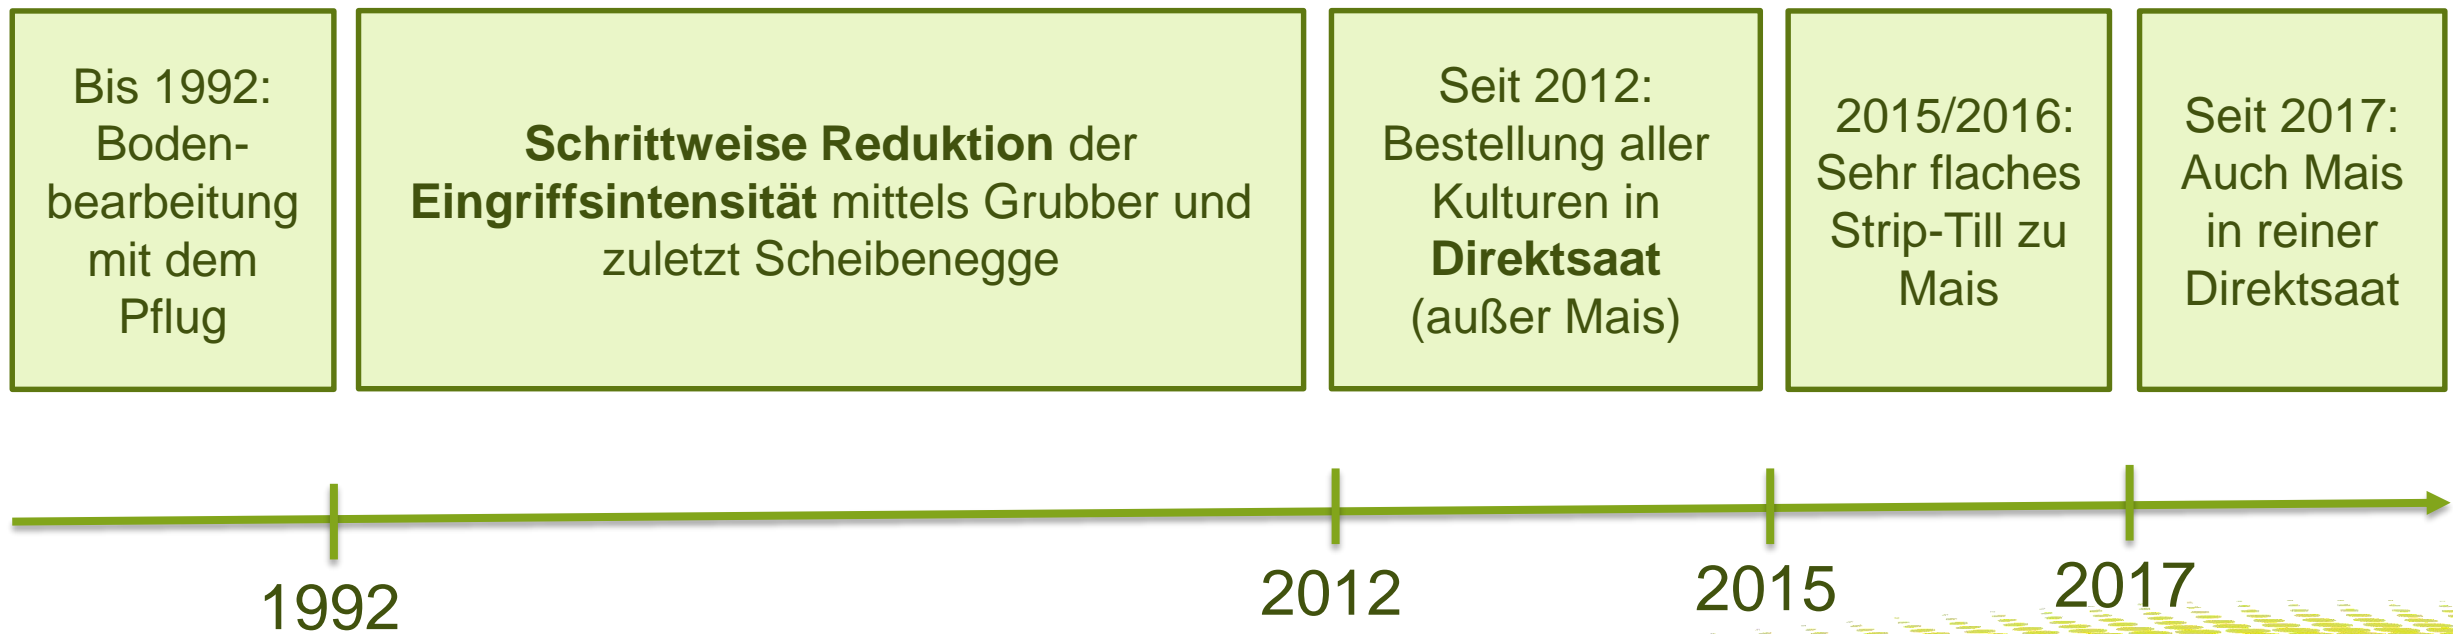 Bis 1992:
Boden-
bearbeitung
mit dem
Pflug
Schrittweise Reduktion der
Eingriffsintensität mittels Grubber und
zuletzt Scheibenegge
Seit 2012:
Bestellung aller
Kulturen in
Direktsaat
(außer Mais)
2015/2016:
Sehr flaches
Strip-Till zu
Mais
Seit 2017:
Auch Mais
in reiner
Direktsaat
1992
2012
2015
2017